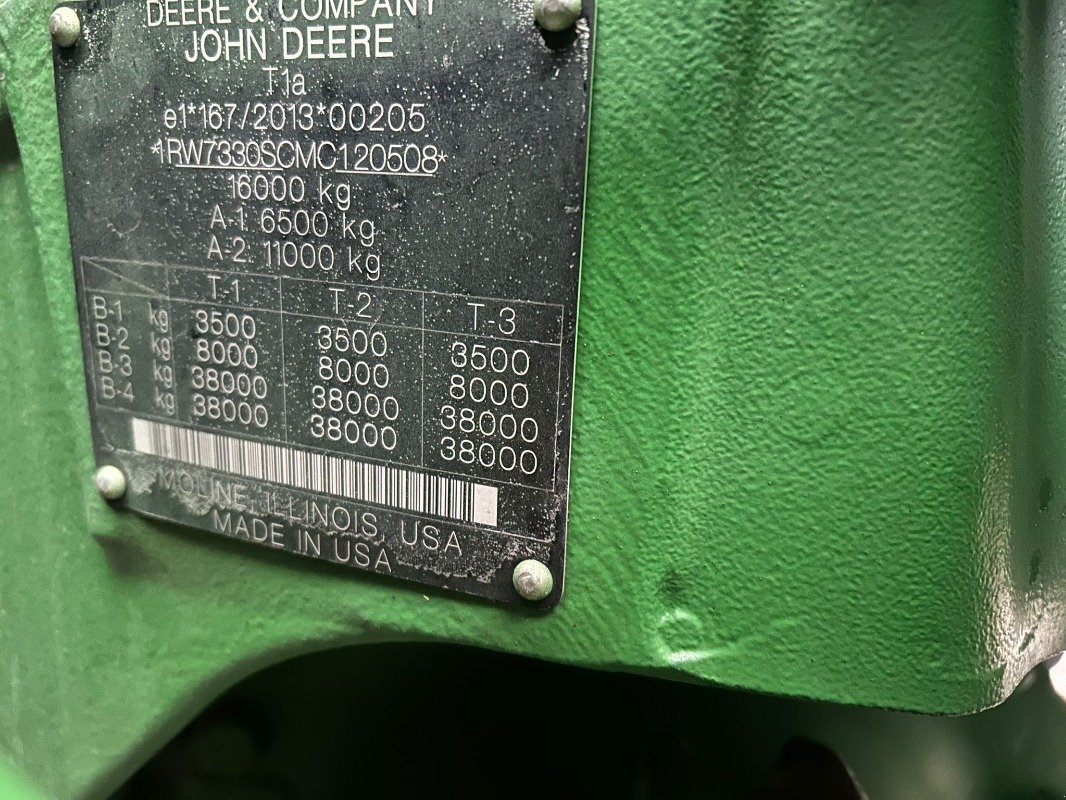 DEERE & COMPANY
JOHN DEERE
T1a
e1*167/2013*00205
*1RW7330SCMC120508*
16000 kg
A-1: 6500 kg
A-2: 11000 kg
T-1 T-2 T-3
B-1 kg 3500 3500 3500
B-2 kg 8000 8000 8000
B-3 kg 38000 38000 38000
B-4 kg 38000 38000 38000
MOLINE, ILLINOIS, USA
MADE IN USA